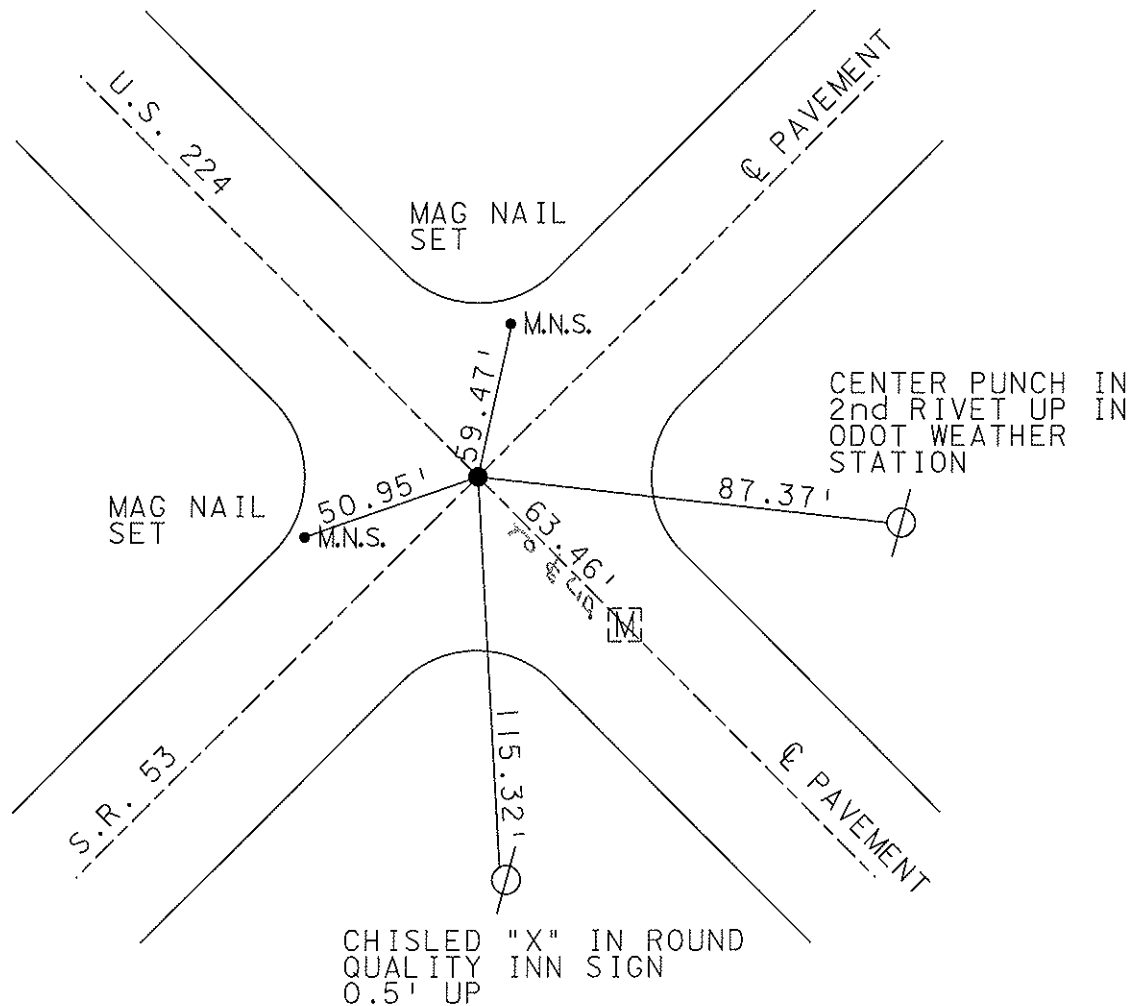 U.S. 224
℄ PAVEMENT
MAG NAIL
SET
M.N.S.
59.47'
CENTER PUNCH IN
2nd RIVET UP IN
ODOT WEATHER
STATION
87.37'
MAG NAIL
SET
50.95'
M.N.S.
63.46'
TO ℄ LID
M
115.32'
S.R. 53
℄ PAVEMENT
CHISLED "X" IN ROUND
QUALITY INN SIGN
0.5' UP